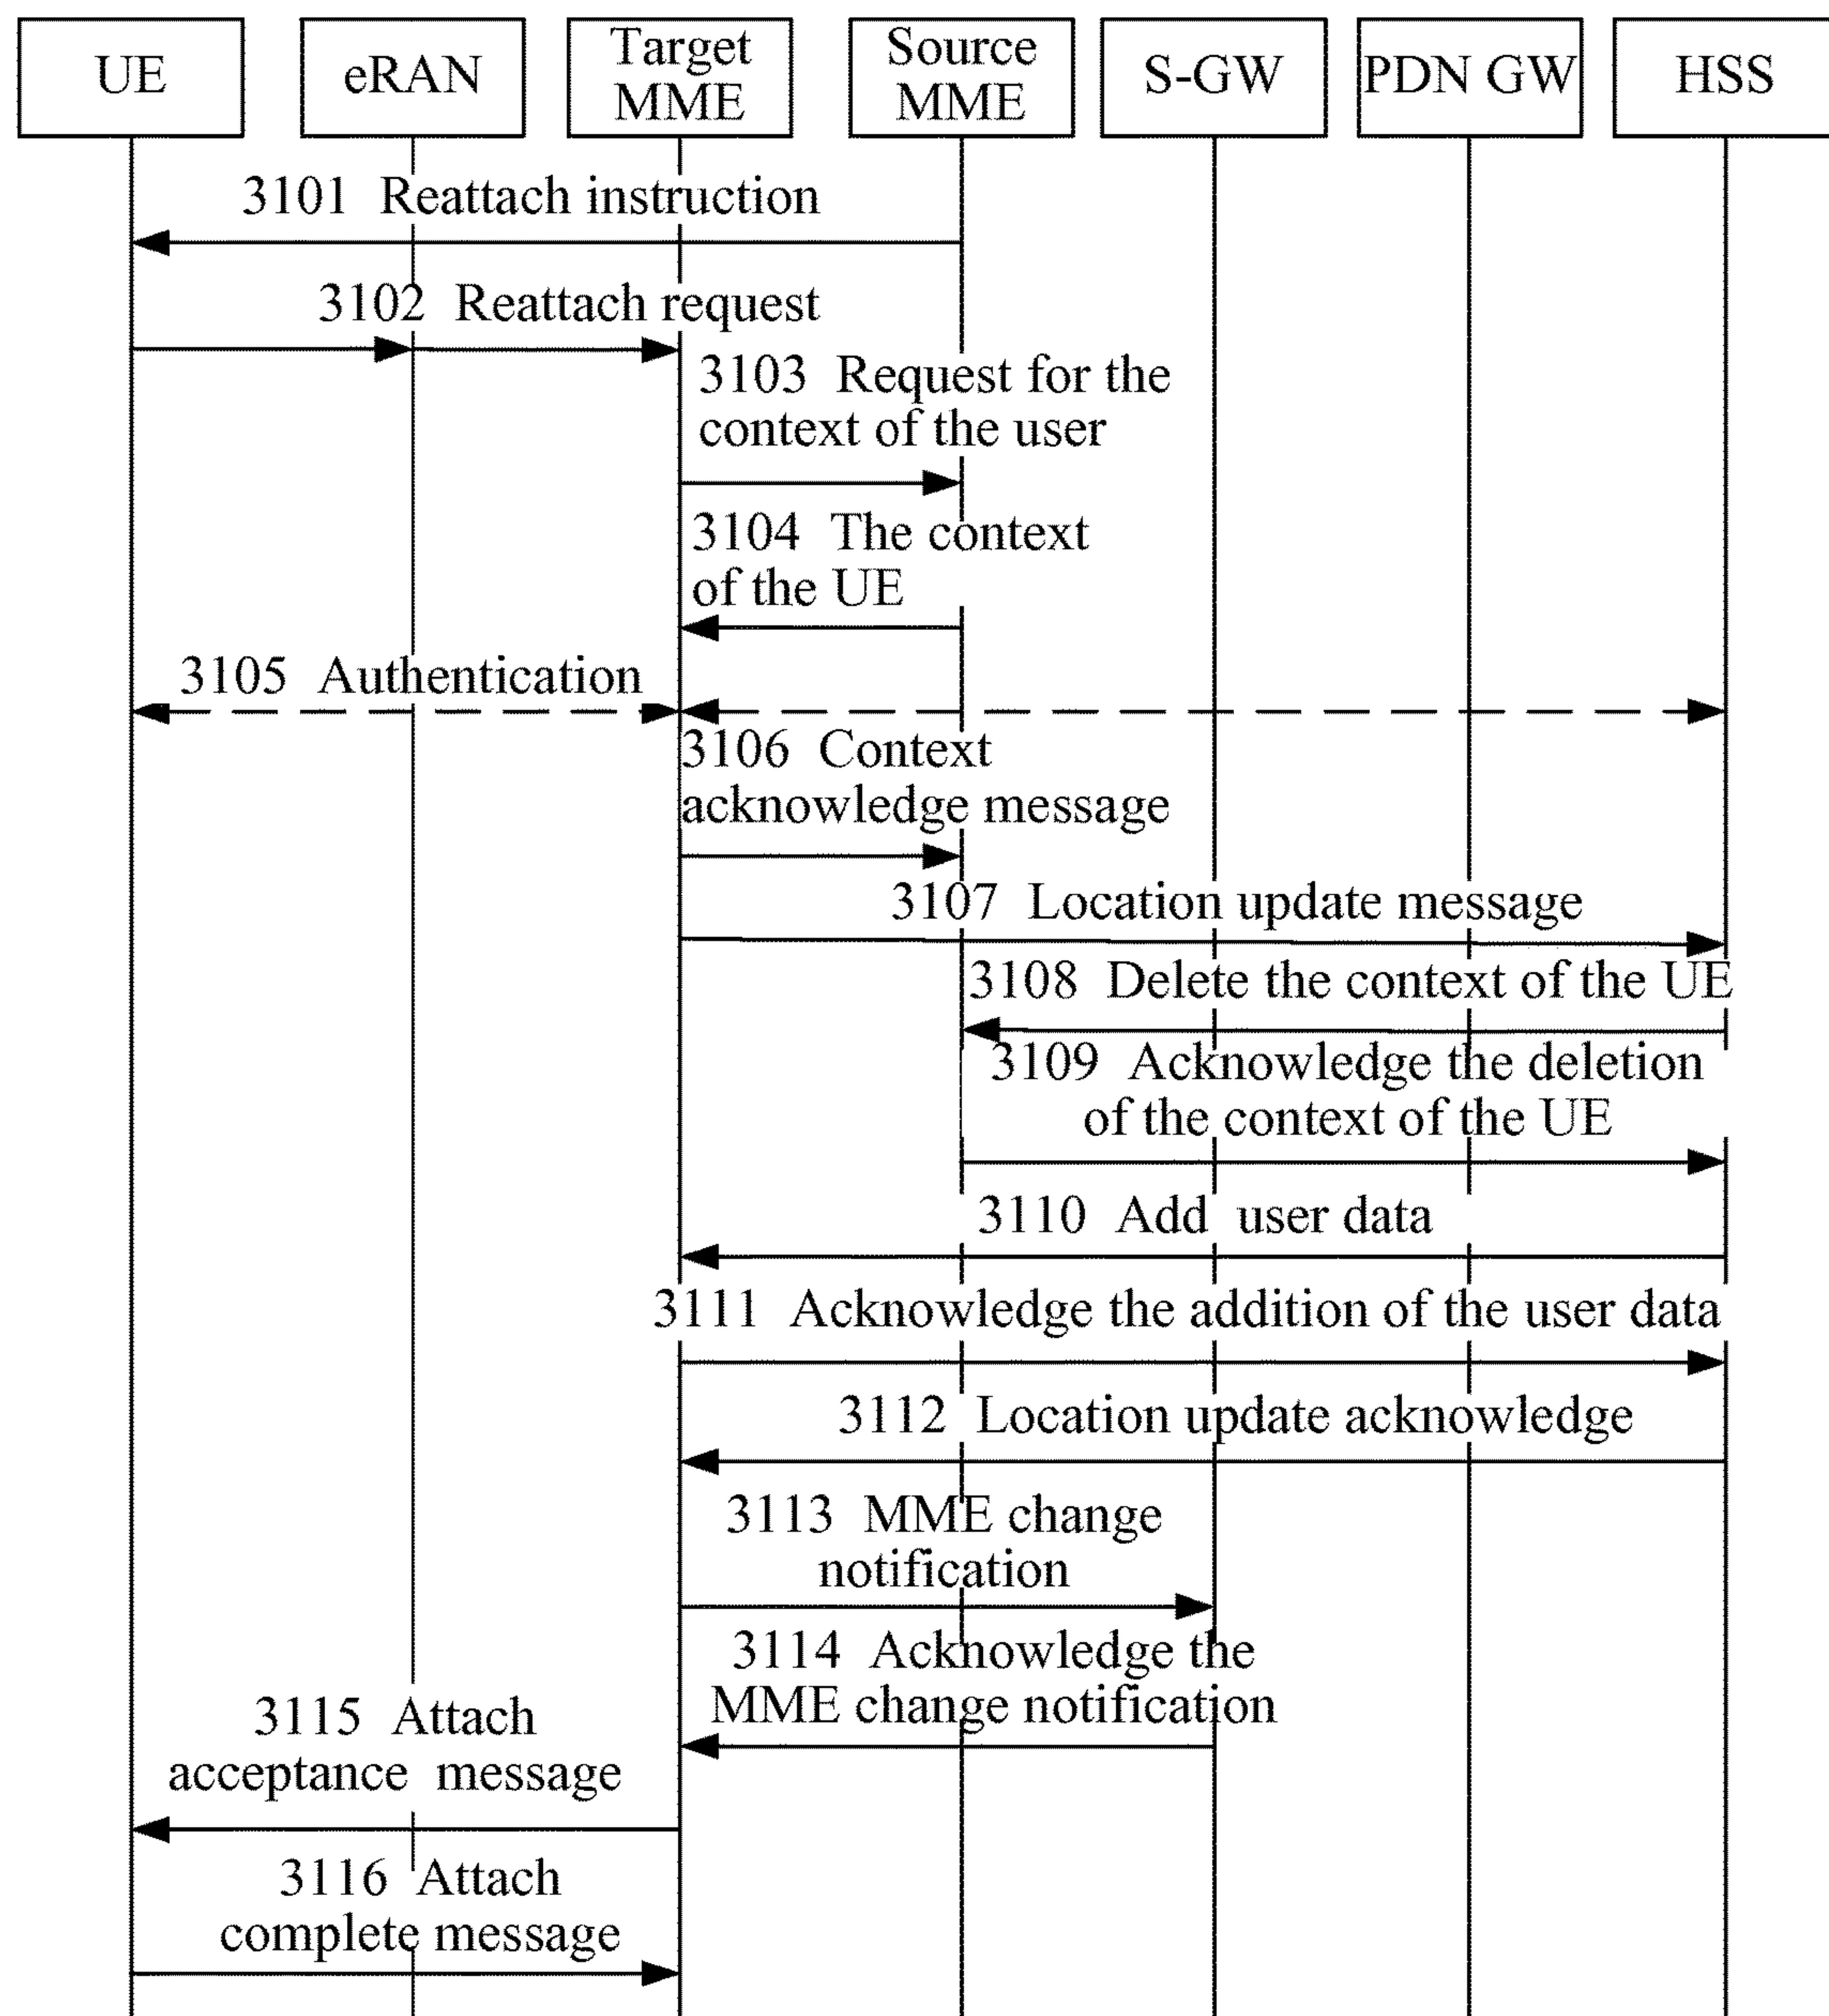 UE
eRAN
Target
MME
Source
MME
S-GW
PDN GW
HSS
3101 Reattach instruction
3102 Reattach request
3103 Request for the
context of the user
3104 The context
of the UE
3105 Authentication
3106 Context
acknowledge message
3107 Location update message
3108 Delete the context of the UE
3109 Acknowledge the deletion
of the context of the UE
3110 Add user data
3111 Acknowledge the addition of the user data
3112 Location update acknowledge
3113 MME change
notification
3114 Acknowledge the
MME change notification
3115 Attach
acceptance message
3116 Attach
complete message